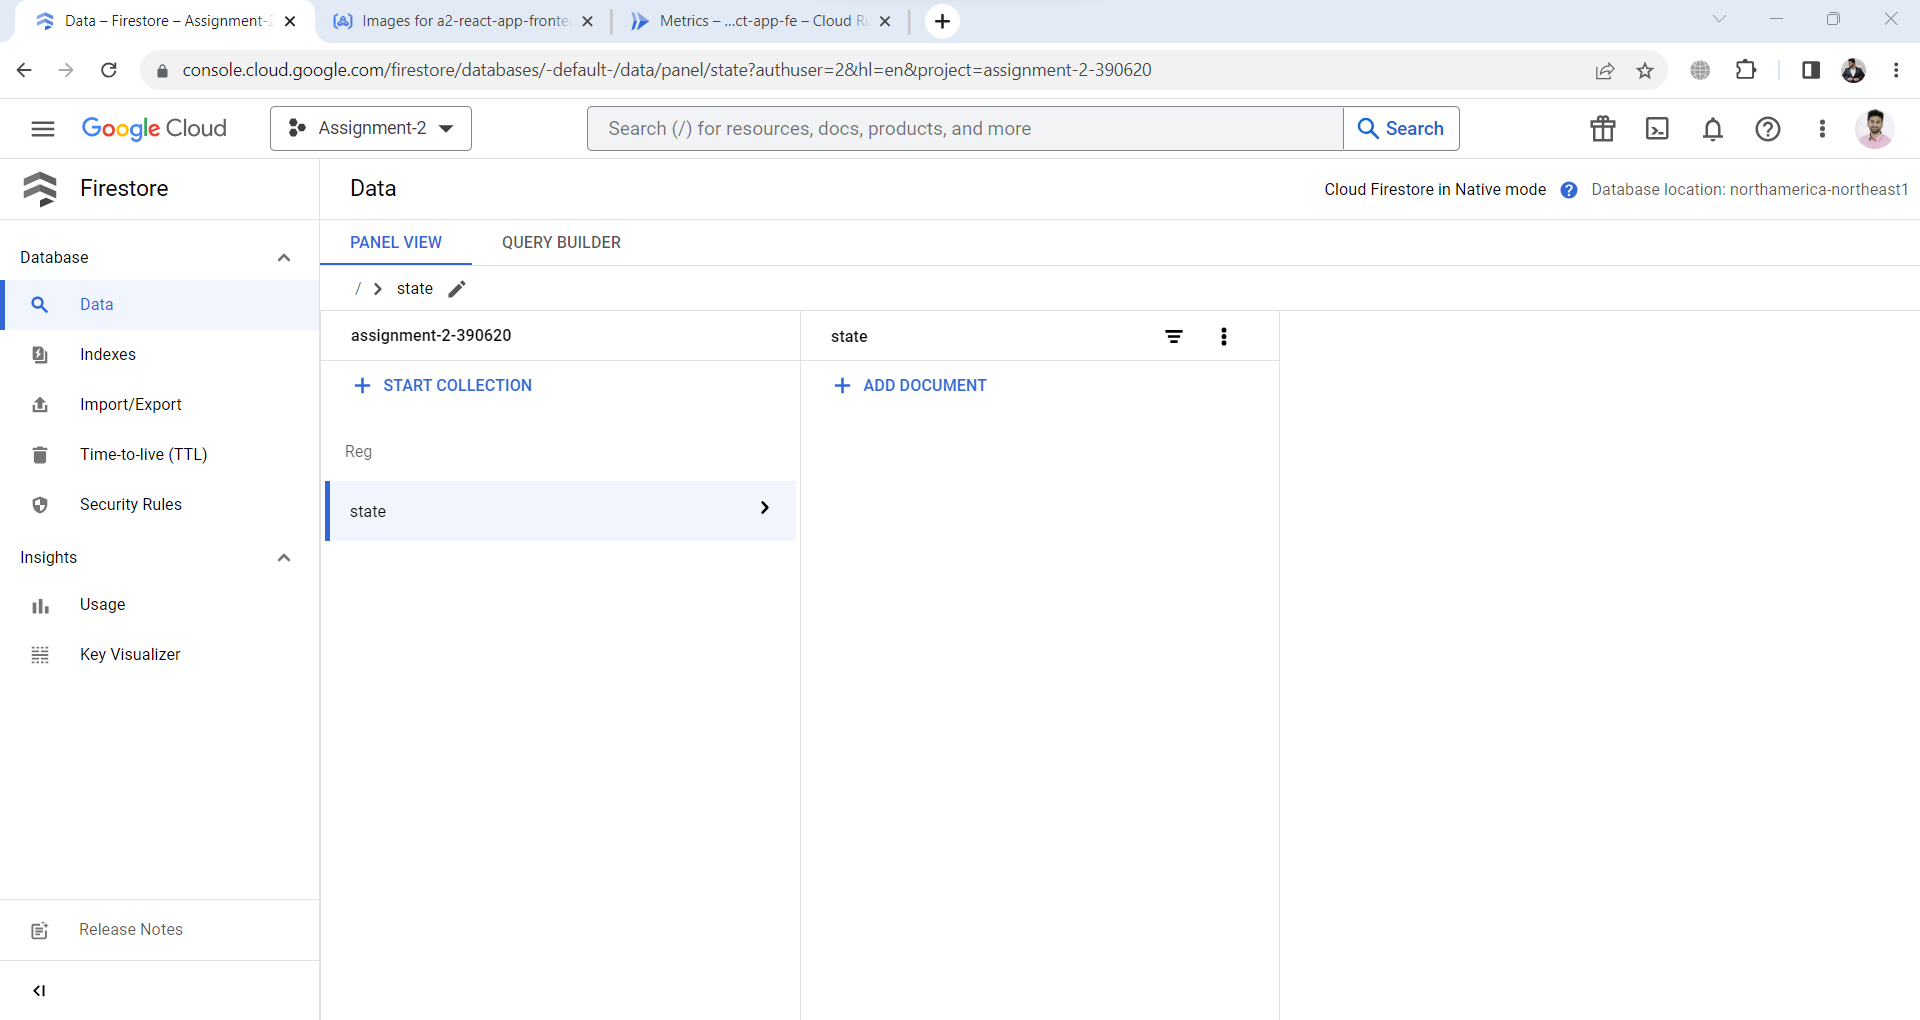 Data – Firestore – Assignment-2
Images for a2-react-app-fronte
Metrics – ...ct-app-fe – Cloud R
console.cloud.google.com/firestore/databases/-default-/data/panel/state?authuser=2&hl=en&project=assignment-2-390620
Google Cloud
Assignment-2
Search (/) for resources, docs, products, and more
Search
Firestore
Data
Cloud Firestore in Native mode
Database location: northamerica-northeast1
Database
Data
Indexes
Import/Export
Time-to-live (TTL)
Security Rules
Insights
Usage
Key Visualizer
Release Notes
PANEL VIEW
QUERY BUILDER
/ > state
assignment-2-390620
START COLLECTION
Reg
state
state
ADD DOCUMENT